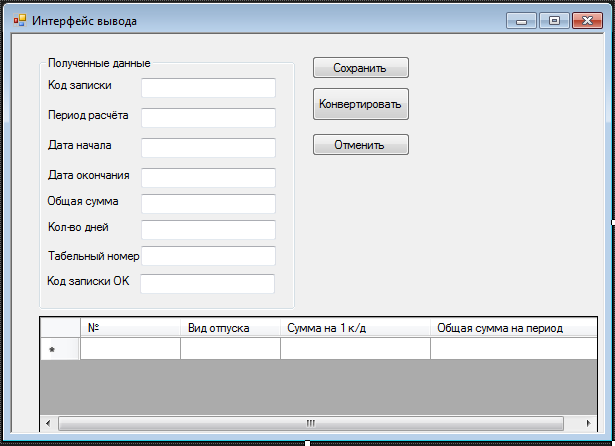 Интерфейс вывода
Полученные данные
Код записки
Период расчёта
Дата начала
Дата окончания
Общая сумма
Кол-во дней
Табельный номер
Код записки ОК
Сохранить
Конвертировать
Отменить
№ Вид отпуска Сумма на 1 к/д Общая сумма на период
*